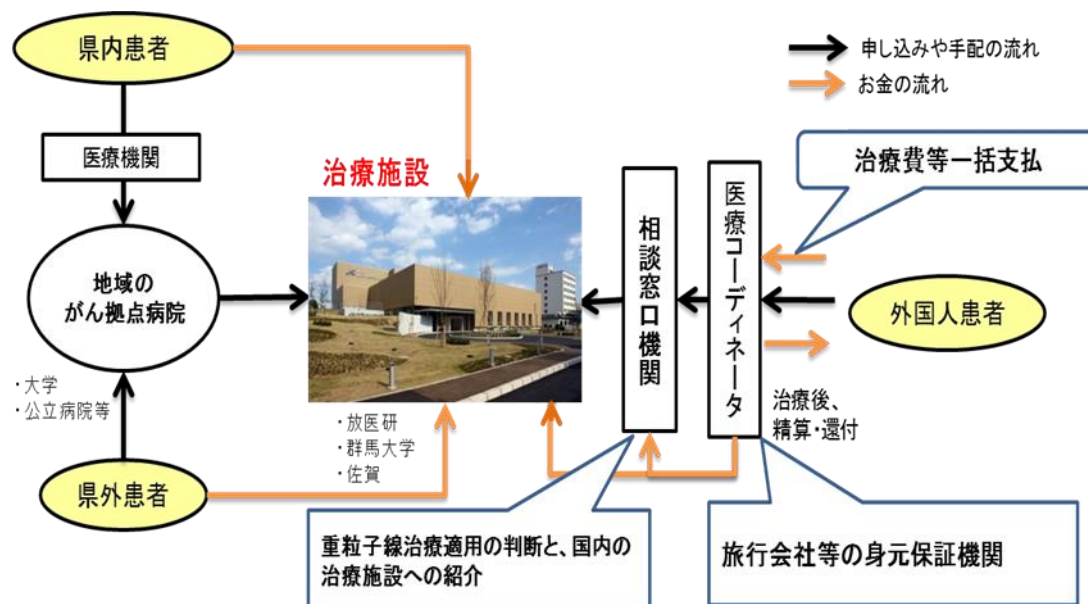 県内患者
申し込みや手配の流れ
お金の流れ
医療機関
治療施設
治療費等一括支払
地域の
がん拠点病院
相談窓口機関
医療コーディネータ
外国人患者
・大学
・公立病院等
・放医研
・群馬大学
・佐賀
治療後、
精算・還付
県外患者
重粒子線治療適用の判断と、国内の
治療施設への紹介
旅行会社等の身元保証機関